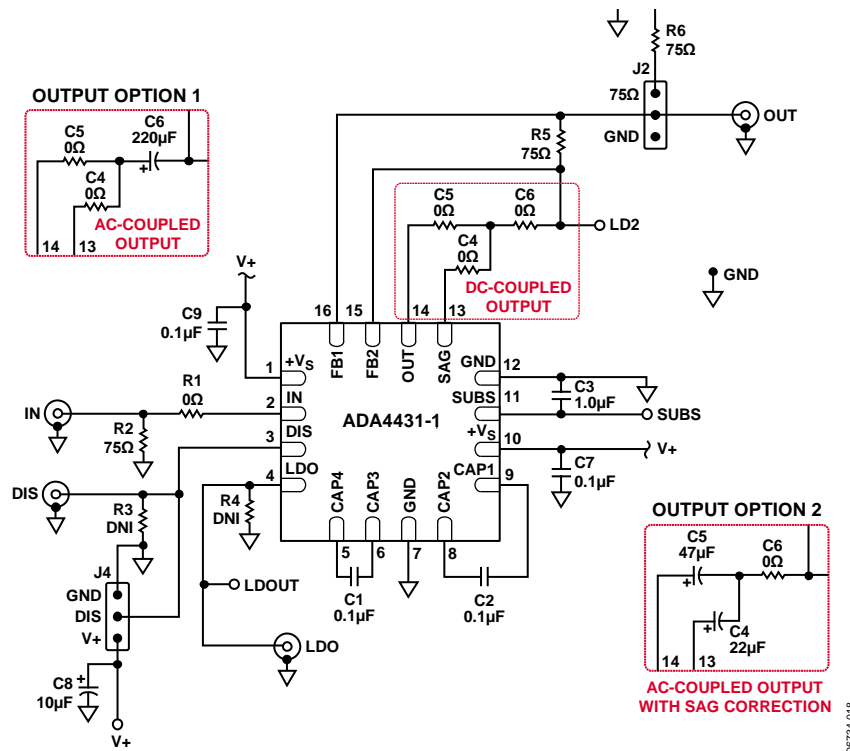 R6
75Ω
J2
75Ω
OUT
GND
R5
75Ω
OUTPUT OPTION 1
C6
220µF
+
C5
0Ω
C4
0Ω
AC-COUPLED
OUTPUT
14 13
C5
0Ω
C6
0Ω
LD2
C4
0Ω
DC-COUPLED
OUTPUT
GND
V+
C9
0.1µF
16 15 14 13
FB1 FB2 OUT SAG
1 +VS
GND 12
C3
1.0µF
R1
0Ω
IN
2 IN
SUBS 11
SUBS
R2
75Ω
ADA4431-1
3 DIS
+VS 10
V+
C7
0.1µF
4 LDO
CAP1 9
DIS
R3
DNI
R4
DNI
CAP4 CAP3 GND CAP2
5 6 7 8
J4
GND
DIS
V+
LDOUT
C1
0.1µF
C2
0.1µF
LDO
C8
10µF
+
V+
OUTPUT OPTION 2
C5
47µF
+
C6
0Ω
C4
22µF
+
14 13
AC-COUPLED OUTPUT
WITH SAG CORRECTION
06734-018